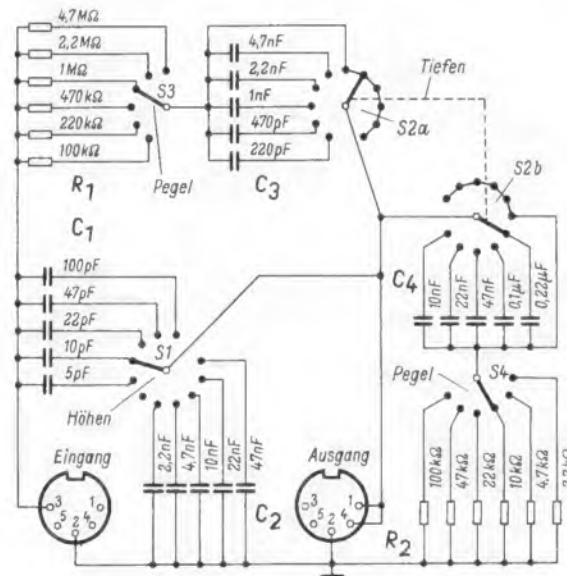 4,7MΩ
2,2MΩ
1MΩ
470kΩ
220kΩ
100kΩ
R1
S3
Pegel
4,7nF
2,2nF
1nF
470pF
220pF
C3
S2a
Tiefen
S2b
C1
100pF
47pF
22pF
10pF
5pF
S1
Höhen
2,2nF
4,7nF
10nF
22nF
47nF
C2
C4
10nF
22nF
47nF
0,1µF
0,22µF
Pegel
S4
100kΩ
47kΩ
22kΩ
10kΩ
4,7kΩ
2,2kΩ
R2
Eingang
3 1
5 2 4
Ausgang
3 1
5 2 4